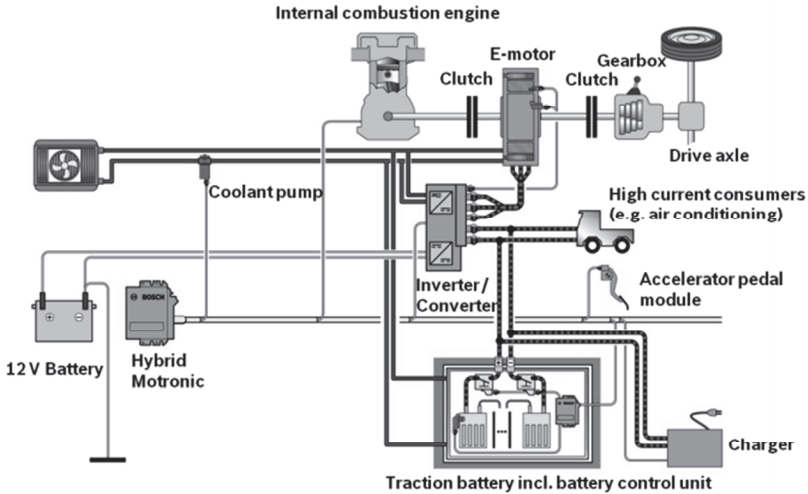 Internal combustion engine
E-motor
Clutch
Clutch
Gearbox
Drive axle
Coolant pump
High current consumers
(e.g. air conditioning)
Inverter/
Converter
Accelerator pedal
module
BOSCH
12 V Battery
Hybrid
Motronic
Charger
Traction battery incl. battery control unit